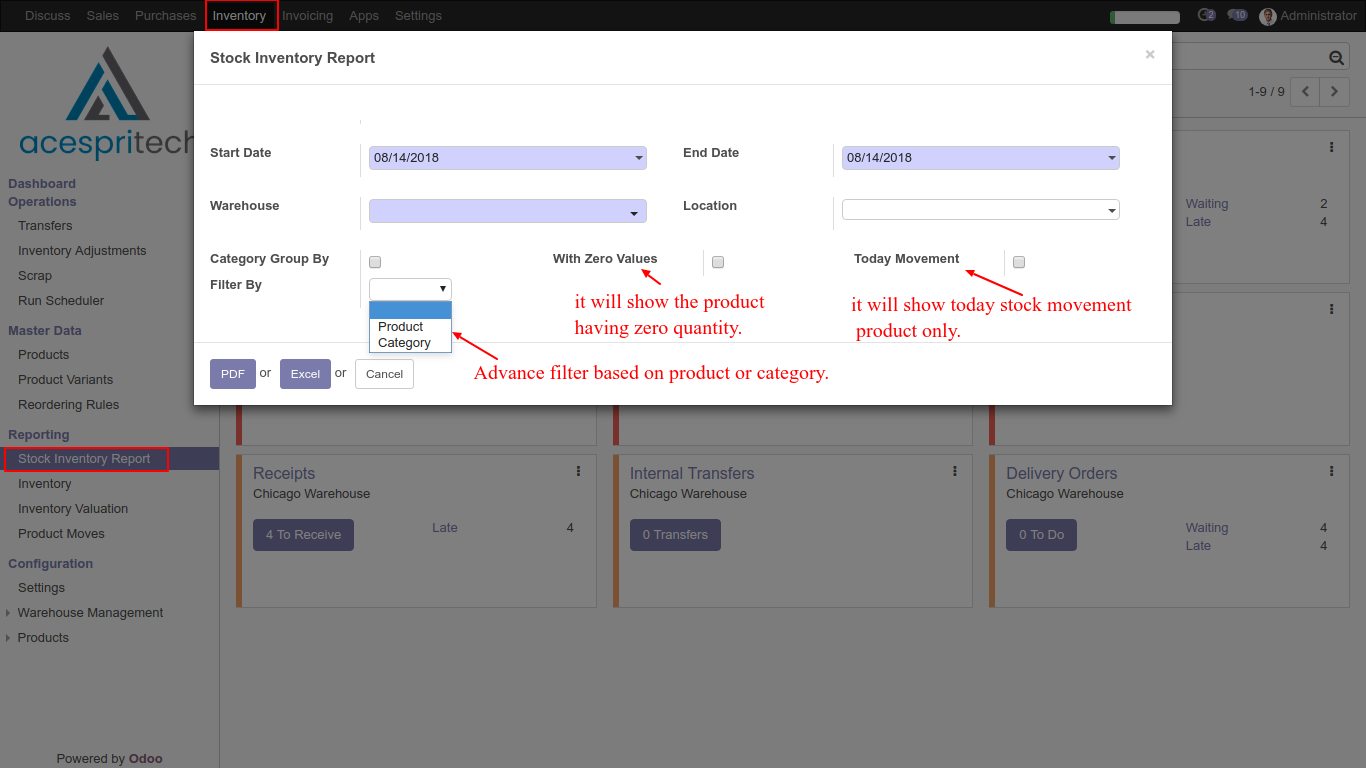 Discuss Sales Purchases Inventory Invoicing Apps Settings 2 10 Administrator
Stock Inventory Report ×
acespritech
1-9 / 9
Start Date 08/14/2018 End Date 08/14/2018
Warehouse Location
Category Group By With Zero Values Today Movement
Filter By
Product
Category
it will show the product
having zero quantity.
it will show today stock movement
product only.
Advance filter based on product or category.
PDF or Excel or Cancel
Dashboard
Operations
Transfers
Inventory Adjustments
Scrap
Run Scheduler
Master Data
Products
Product Variants
Reordering Rules
Reporting
Stock Inventory Report
Inventory
Inventory Valuation
Product Moves
Configuration
Settings
Warehouse Management
Products
Powered by Odoo
Waiting 2
Late 4
Receipts
Chicago Warehouse
4 To Receive Late 4
Internal Transfers
Chicago Warehouse
0 Transfers
Delivery Orders
Chicago Warehouse
0 To Do Waiting 4
Late 4